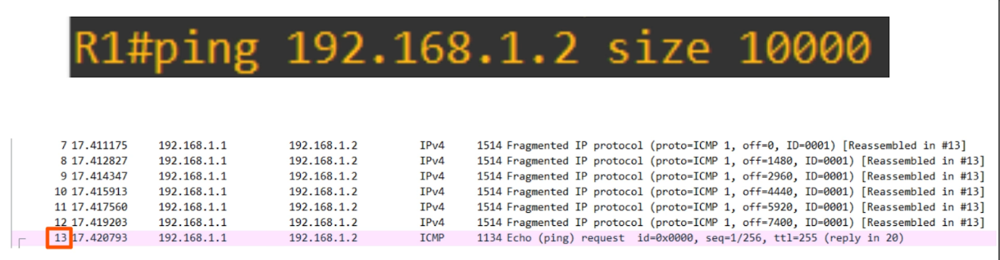 R1#ping 192.168.1.2 size 10000
7 17.411175 192.168.1.1 192.168.1.2 IPv4 1514 Fragmented IP protocol (proto=ICMP 1, off=0, ID=0001) [Reassembled in #13]
8 17.412827 192.168.1.1 192.168.1.2 IPv4 1514 Fragmented IP protocol (proto=ICMP 1, off=1480, ID=0001) [Reassembled in #13]
9 17.414347 192.168.1.1 192.168.1.2 IPv4 1514 Fragmented IP protocol (proto=ICMP 1, off=2960, ID=0001) [Reassembled in #13]
10 17.415913 192.168.1.1 192.168.1.2 IPv4 1514 Fragmented IP protocol (proto=ICMP 1, off=4440, ID=0001) [Reassembled in #13]
11 17.417560 192.168.1.1 192.168.1.2 IPv4 1514 Fragmented IP protocol (proto=ICMP 1, off=5920, ID=0001) [Reassembled in #13]
12 17.419203 192.168.1.1 192.168.1.2 IPv4 1514 Fragmented IP protocol (proto=ICMP 1, off=7400, ID=0001) [Reassembled in #13]
13 17.420793 192.168.1.1 192.168.1.2 ICMP 1134 Echo (ping) request id=0x0000, seq=1/256, ttl=255 (reply in 20)